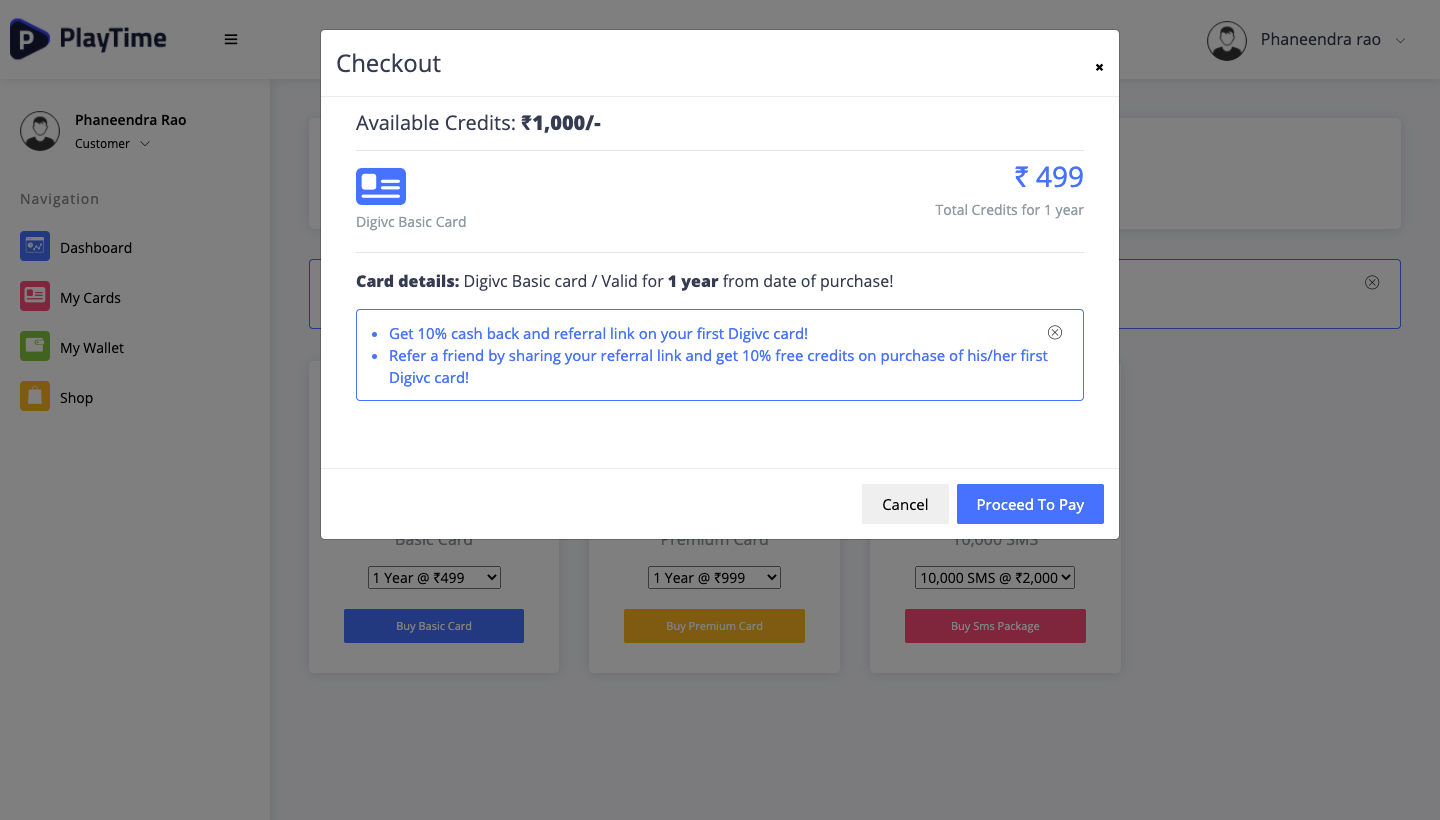 PlayTime
Phaneendra rao
Checkout
Phaneendra Rao
Customer
Available Credits: ₹1,000/-
₹ 499
Total Credits for 1 year
Digivc Basic Card
Navigation
Dashboard
My Cards
My Wallet
Shop
Card details: Digivc Basic card / Valid for 1 year from date of purchase!
Get 10% cash back and referral link on your first Digivc card!
Refer a friend by sharing your referral link and get 10% free credits on purchase of his/her first
Digivc card!
Cancel
Proceed To Pay
Basic Card
Premium Card
10,000 SMS
1 Year @ ₹499
1 Year @ ₹999
10,000 SMS @ ₹2,000
Buy Basic Card
Buy Premium Card
Buy Sms Package